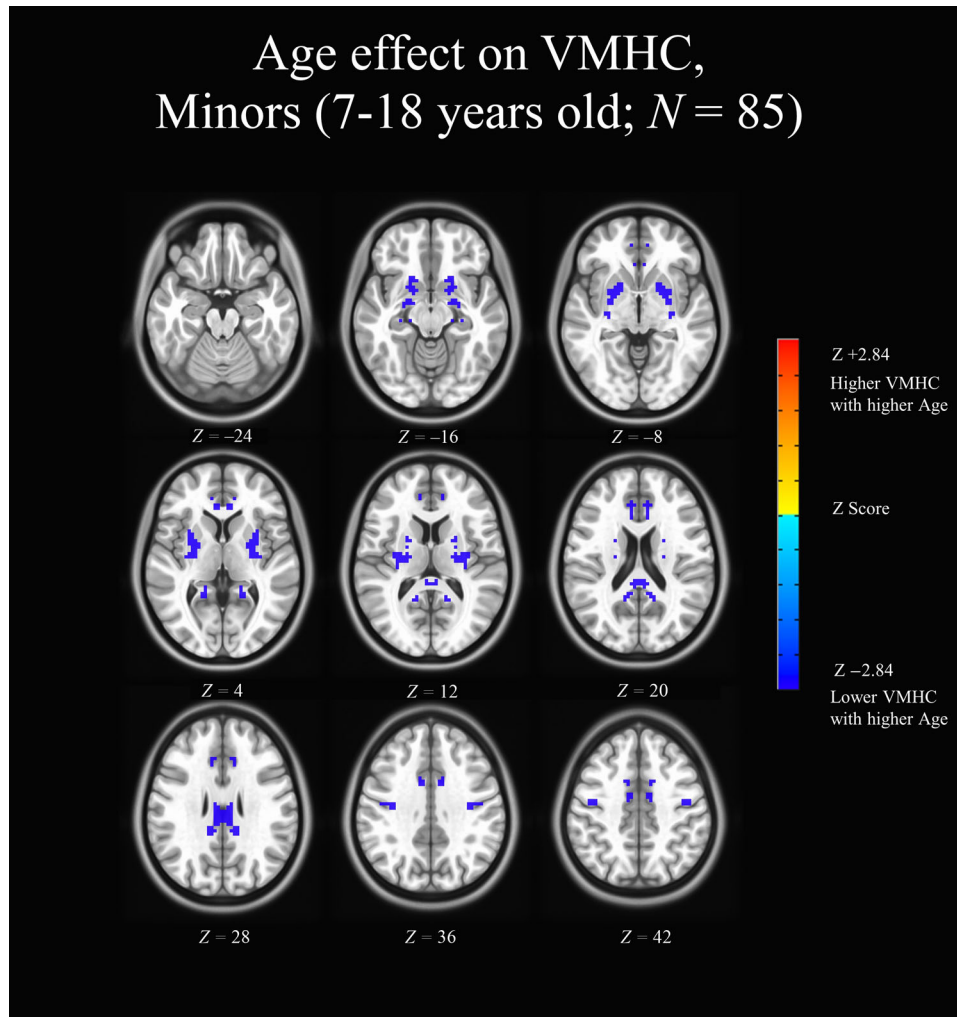 Age effect on VMHC,
Minors (7-18 years old; N = 85)
Z = –24
Z = –16
Z = –8
Z = 4
Z = 12
Z = 20
Z = 28
Z = 36
Z = 42
Z +2.84
Higher VMHC
with higher Age
Z Score
Z –2.84
Lower VMHC
with higher Age